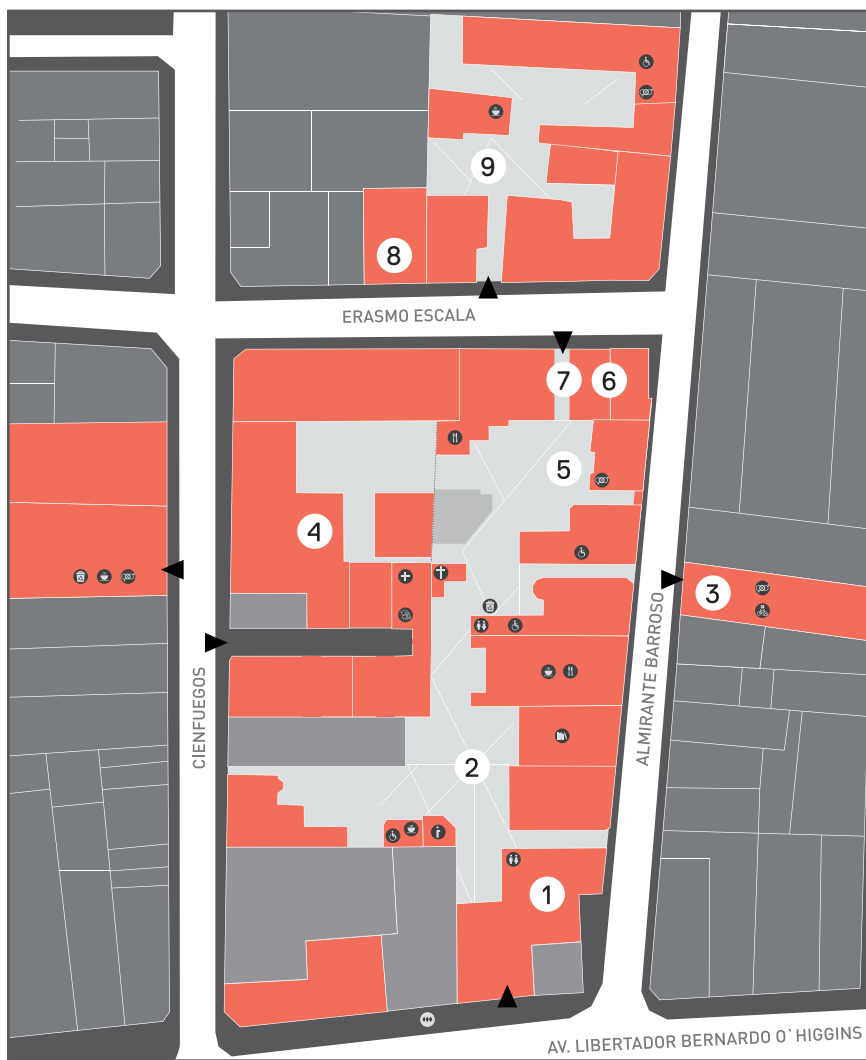 9
8
ERASMO ESCALA
7
6
5
4
3
CIENFUEGOS
ALMIRANTE BARROSO
2
1
AV. LIBERTADOR BERNARDO O`HIGGINS